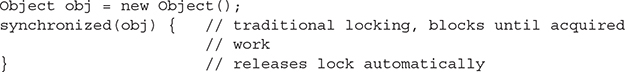 Object obj = new Object();
synchronized(obj) {   // traditional locking, blocks until acquired
                      // work
}                     // releases lock automatically